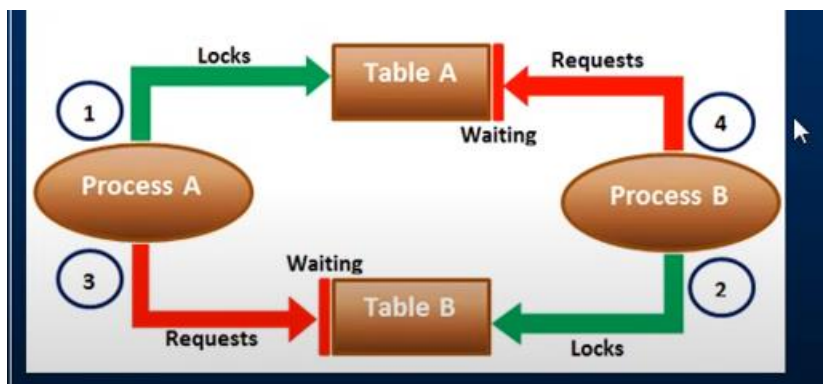 Locks
Table A
Requests
1
Waiting
4
Process A
Process B
3
Waiting
2
Table B
Requests
Locks